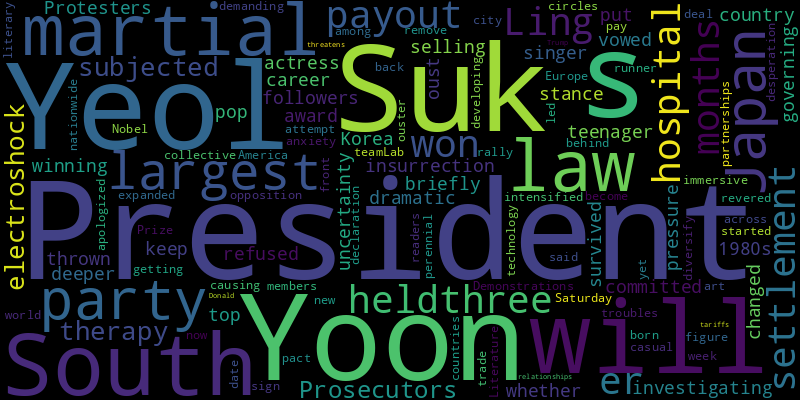 Protesters
literary
martial
threatens
demanding
among
payout
city
remove
circles
Ling
put
pay
deal
country
vowed
singer
selling
oust
actress
subjected
career
back
Suk
developing
Europe
led
s
runner
hospital
months
Japan
desperation
governing
stance
teenager
partnerships
electroshock
Yeol
nationwide
Nobel
pop
followers
award
attempt
anxiety
ouster
Korea
teamLab
won
rally
behind
law
winning
largest
collective
America
insurrection
uncertainty
front
briefly
dramatic
immersive
intensified
become
revered
apologized
expanded
opposition
President
declaration
readers
perennial
technology
survived
pressure
yet
diversify
across
started
1980s
settlement
Prize
thrown
keep
refused
deeper
getting
said
committed
art
changed
party
causing
members
heldthree
Demonstrations
Saturday
Donald
new
world
therapy
top
Yoon
will
troubles
tariffs
born
figure
casual
week
South
now
date
sign
pact
countries
trade
Literature
relationships
Prosecutors
whether
er
investigating